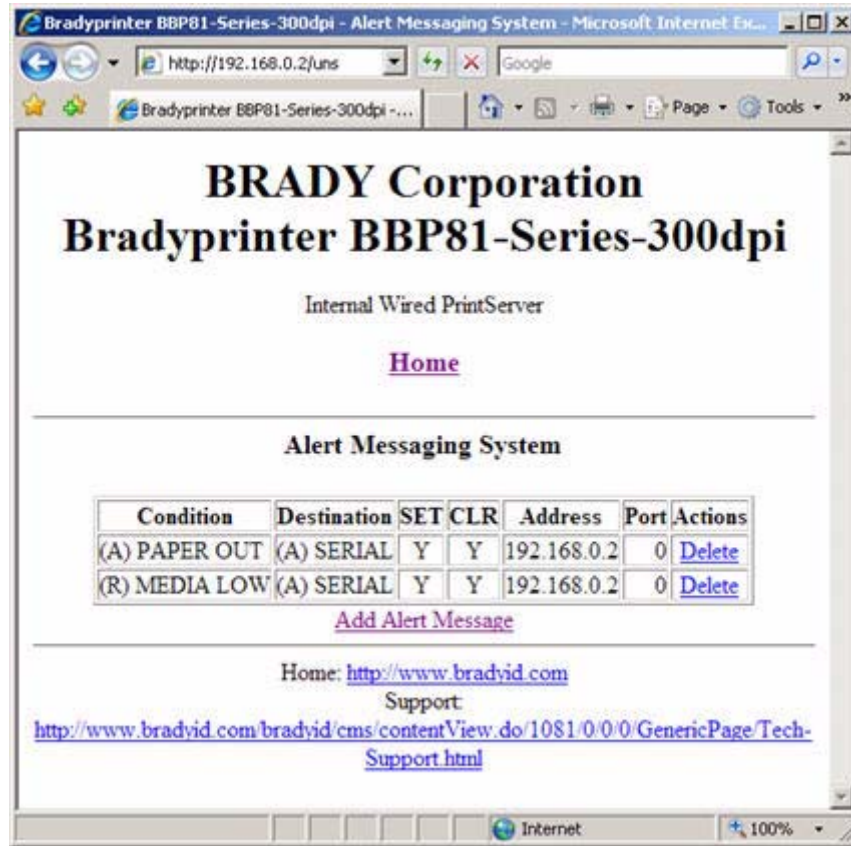 Bradyprinter BBP81-Series-300dpi - Alert Messaging System - Microsoft Internet Ex...
http://192.168.0.2/uns Google
Bradyprinter BBP81-Series-300dpi -... Page Tools
BRADY Corporation
Bradyprinter BBP81-Series-300dpi
Internal Wired PrintServer
Home
Alert Messaging System
Condition Destination SET CLR Address Port Actions
(A) PAPER OUT (A) SERIAL Y Y 192.168.0.2 0 Delete
(R) MEDIA LOW (A) SERIAL Y Y 192.168.0.2 0 Delete
Add Alert Message
Home: http://www.bradyid.com
Support:
http://www.bradyid.com/bradyid/cms/contentView.do/1081/0/0/0/GenericPage/Tech-
Support.html
Internet 100%